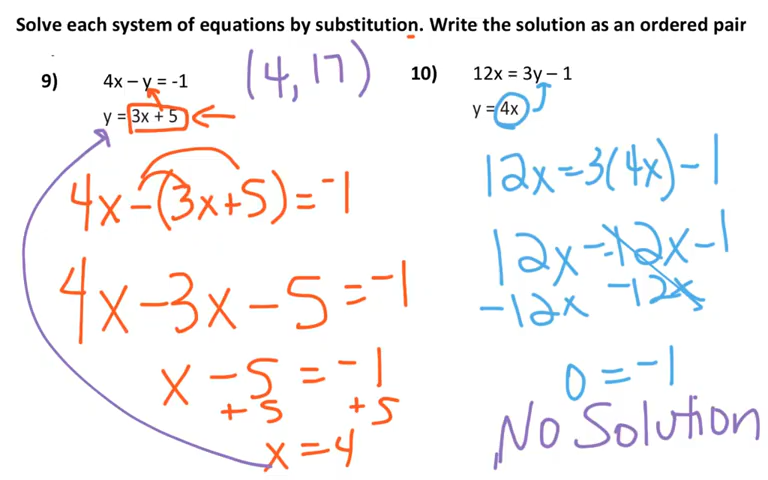 Solve each system of equations by substitution. Write the solution as an ordered pair
9) 4x – y = -1
y = 3x + 5
(4, 17)
4x-(3x+5)=-1
4x-3x-5=-1
x-5=-1
+5 +5
x=4
10) 12x = 3y – 1
y = 4x
12x=3(4x)-1
12x=12x-1
-12x -12x
0=-1
No Solution